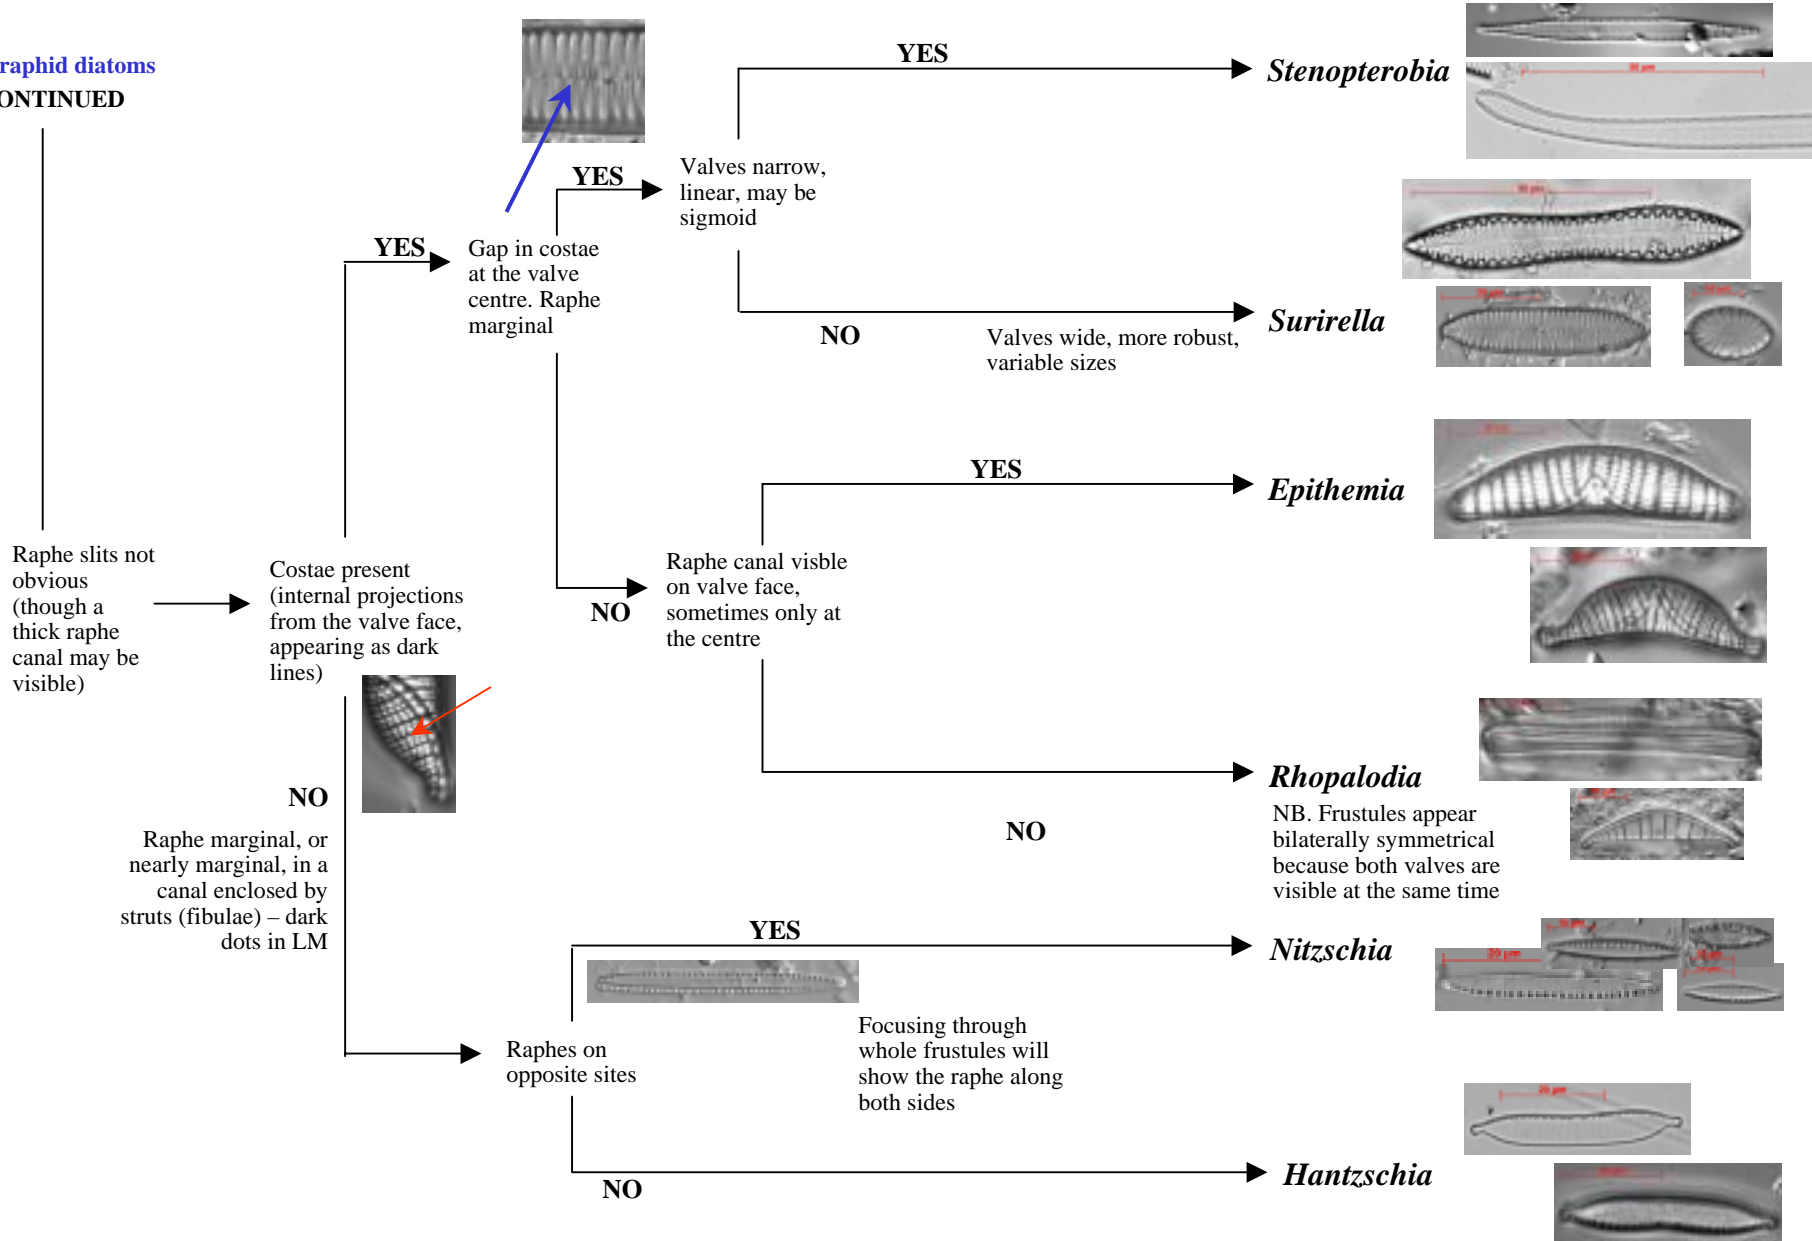 raphid diatoms
ONTINUED
Raphe slits not
obvious
(though a
thick raphe
canal may be
visible)
Costae present
(internal projections
from the valve face,
appearing as dark
lines)
YES
Gap in costae
at the valve
centre. Raphe
marginal
YES
Valves narrow,
linear, may be
sigmoid
YES
Stenopterobia
NO
Valves wide, more robust,
variable sizes
Surirella
NO
Raphe canal visble
on valve face,
sometimes only at
the centre
YES
Epithemia
NO
Rhopalodia
NB. Frustules appear
bilaterally symmetrical
because both valves are
visible at the same time
NO
Raphe marginal, or
nearly marginal, in a
canal enclosed by
struts (fibulae) – dark
dots in LM
Raphes on
opposite sites
YES
Nitzschia
Focusing through
whole frustules will
show the raphe along
both sides
NO
Hantzschia
20 µm